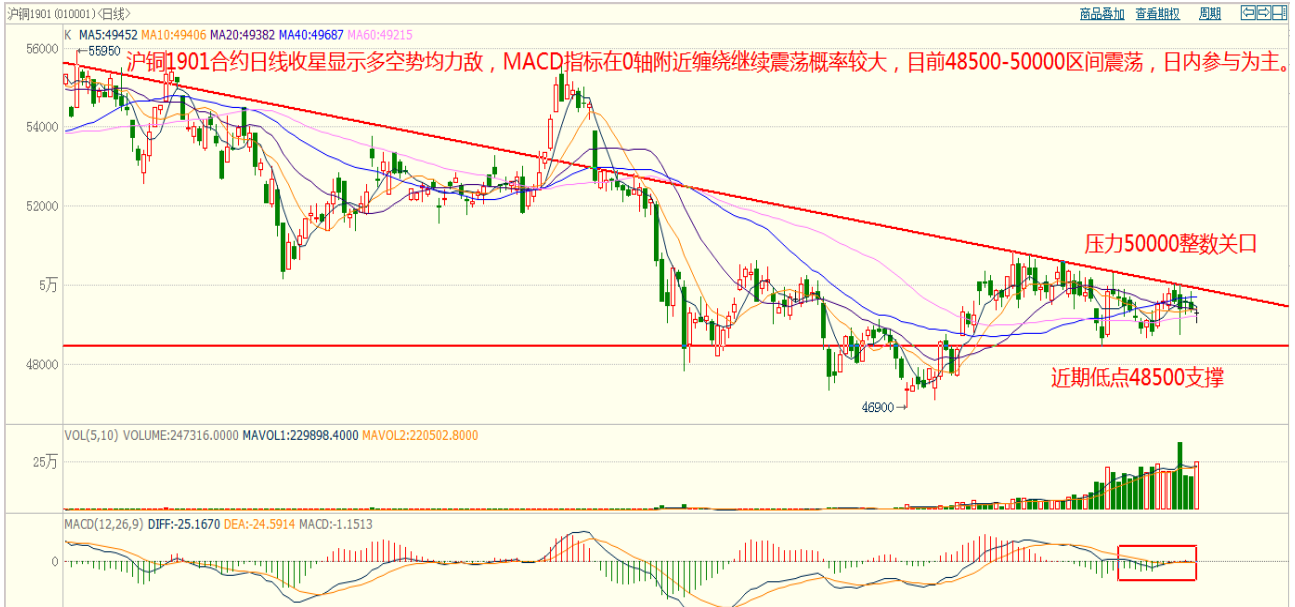 沪铜1901 (010001)<日线> 商品叠加 查看期权 周期
K MA5:49452 MA10:49406 MA20:49382 MA40:49687 MA60:49215
56000
55950
沪铜1901合约日线收星显示多空势均力敌，MACD指标在0轴附近缠绕继续震荡概率较大，目前48500-50000区间震荡，日内参与为主。
54000
52000
压力50000整数关口
5万
48000
近期低点48500支撑
46900
VOL(5,10) VOLUME:247316.0000 MAVOL1:229898.4000 MAVOL2:220502.8000
25万
MACD(12,26,9) DIFF:-25.1670 DEA:-24.5914 MACD:-1.1513
0